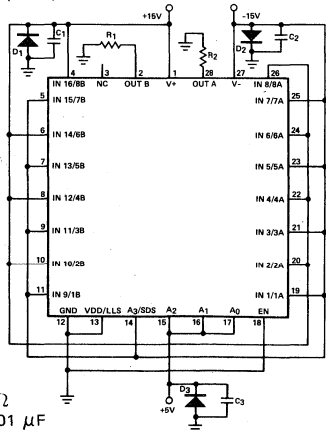 +15V
-15V
D1
C1
R1
R2
D2
C2
4
3
2
1
28
27
26
IN 16/8B
NC
OUT B
V+
OUT A
V-
IN 8/8A
5
IN 15/7B
IN 7/7A
25
6
IN 14/6B
IN 6/6A
24
7
IN 13/5B
IN 5/5A
23
8
IN 12/4B
IN 4/4A
22
9
IN 11/3B
IN 3/3A
21
10
IN 10/2B
IN 2/2A
20
11
IN 9/1B
IN 1/1A
19
GND
VDD/LLS
A3/SDS
A2
A1
A0
EN
12
13
14
15
16
17
18
+5V
D3
C3
Ω
01 µF